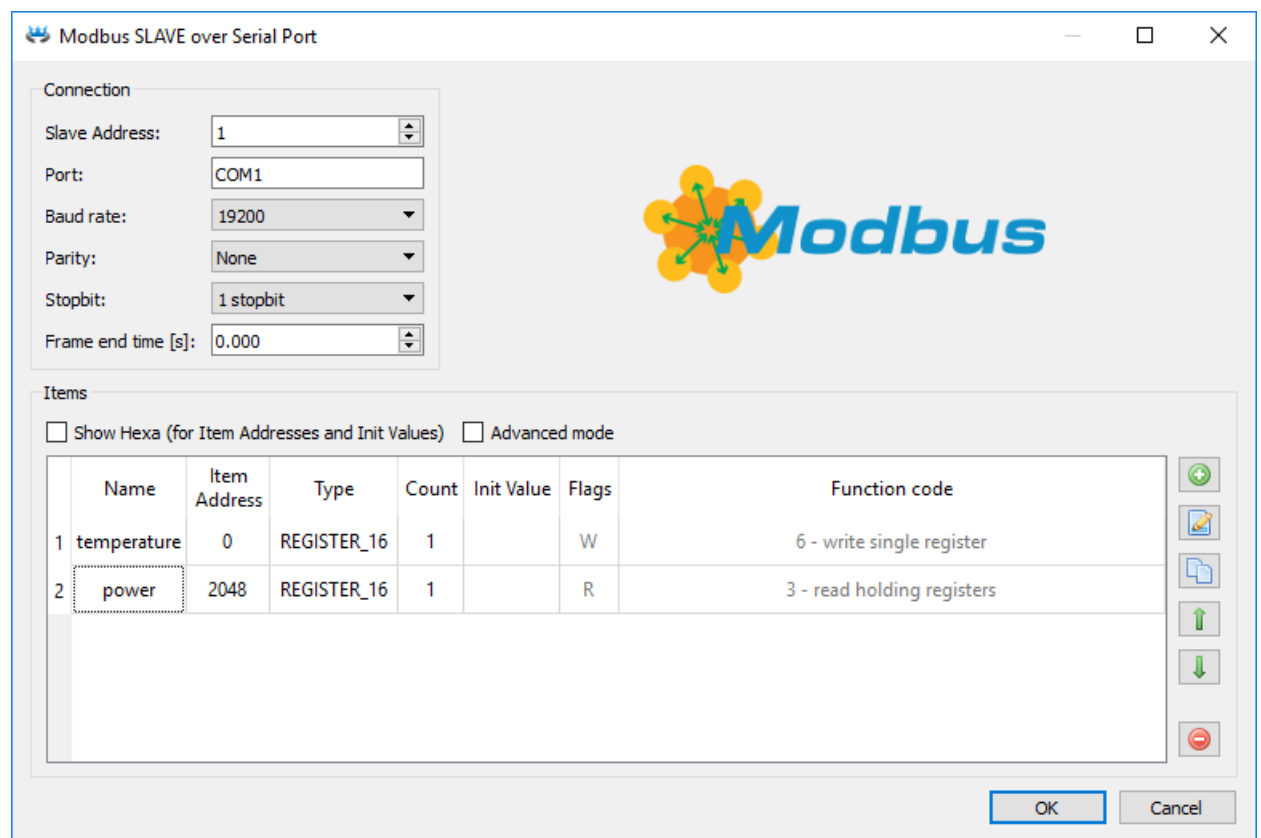 Modbus SLAVE over Serial Port
Connection
Slave Address: 1
Port: COM1
Baud rate: 19200
Parity: None
Stopbit: 1 stopbit
Frame end time [s]: 0.000
Modbus
Items
Show Hexa (for Item Addresses and Init Values) Advanced mode
Name Item Address Type Count Init Value Flags Function code
1 temperature 0 REGISTER_16 1 W 6 - write single register
2 power 2048 REGISTER_16 1 R 3 - read holding registers
OK Cancel